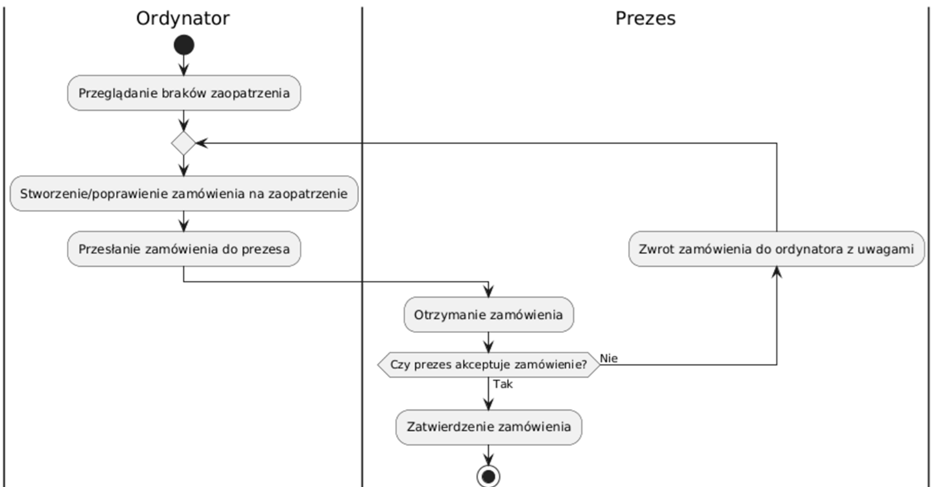 Ordynator
Prezes
Przeglądanie braków zaopatrzenia
Stworzenie/poprawienie zamówienia na zaopatrzenie
Przesłanie zamówienia do prezesa
Zwrot zamówienia do ordynatora z uwagami
Otrzymanie zamówienia
Czy prezes akceptuje zamówienie?
Nie
Tak
Zatwierdzenie zamówienia